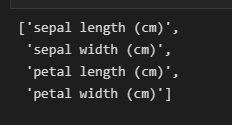 ['sepal length (cm)',
'sepal width (cm)',
'petal length (cm)',
'petal width (cm)']